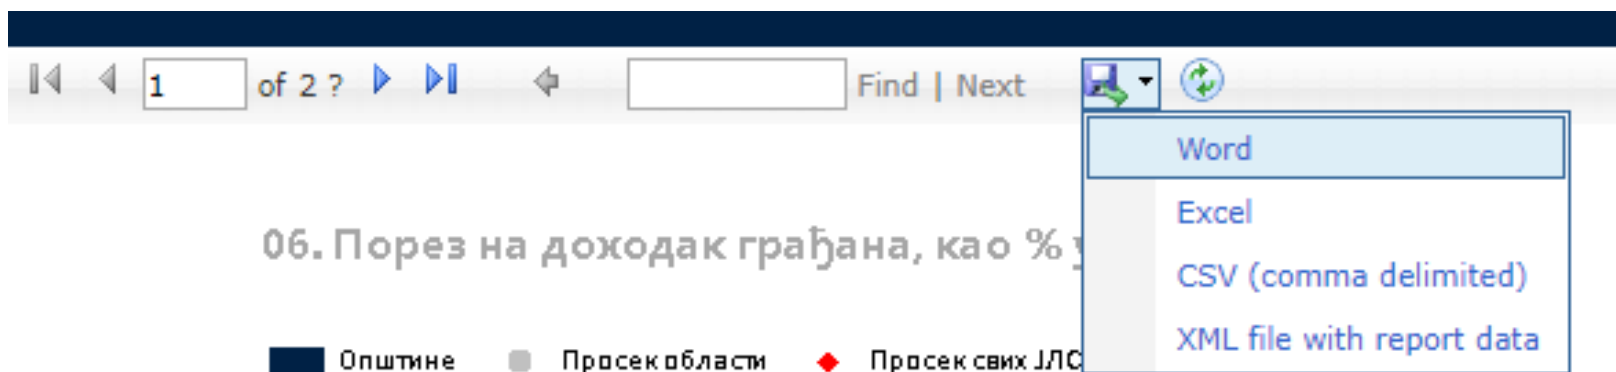 1 of 2 ? Find | Next
Word
Excel
CSV (comma delimited)
XML file with report data
06. Порез на доходак грађана, као %
Општине Просек области Просек свих ЈЛС